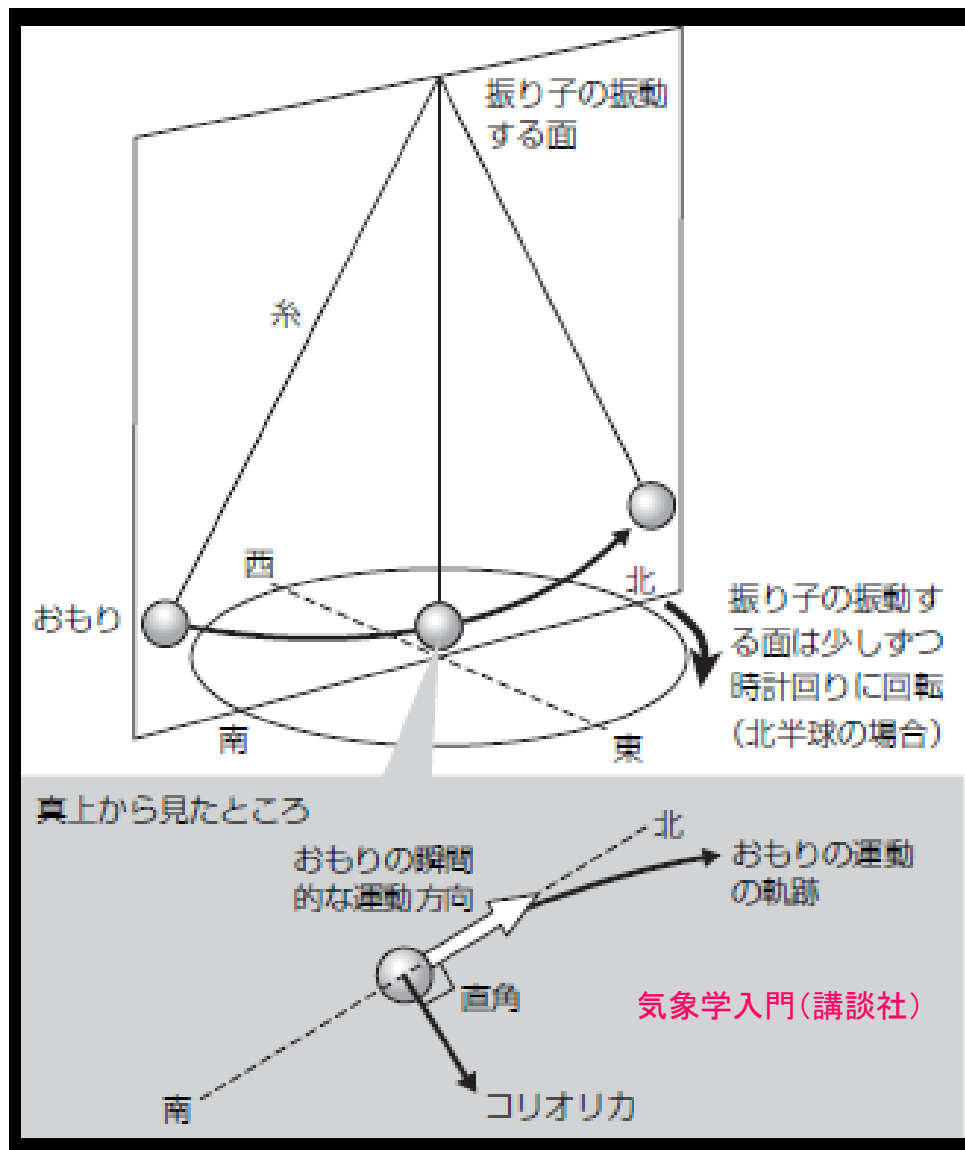 振り子の振動
する面
糸
西
北
おもり
振り子の振動す
る面は少しずつ
時計回りに回転
（北半球の場合）
南
東
真上から見たところ
北
おもりの瞬間
的な運動方向
おもりの運動
の軌跡
直角
気象学入門（講談社）
南
コリオリカ